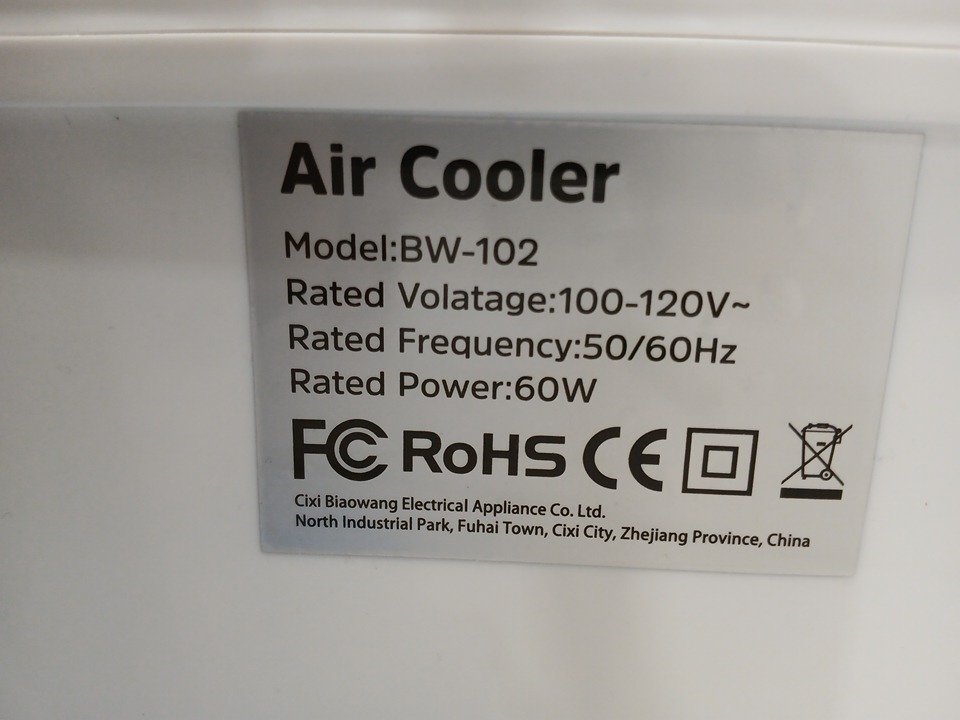 Air Cooler
Model:BW-102
Rated Volatage:100-120V~
Rated Frequency:50/60Hz
Rated Power:60W
FC RoHS CE
Cixi Biaowang Electrical Appliance Co. Ltd.
North Industrial Park, Fuhai Town, Cixi City, Zhejiang Province, China